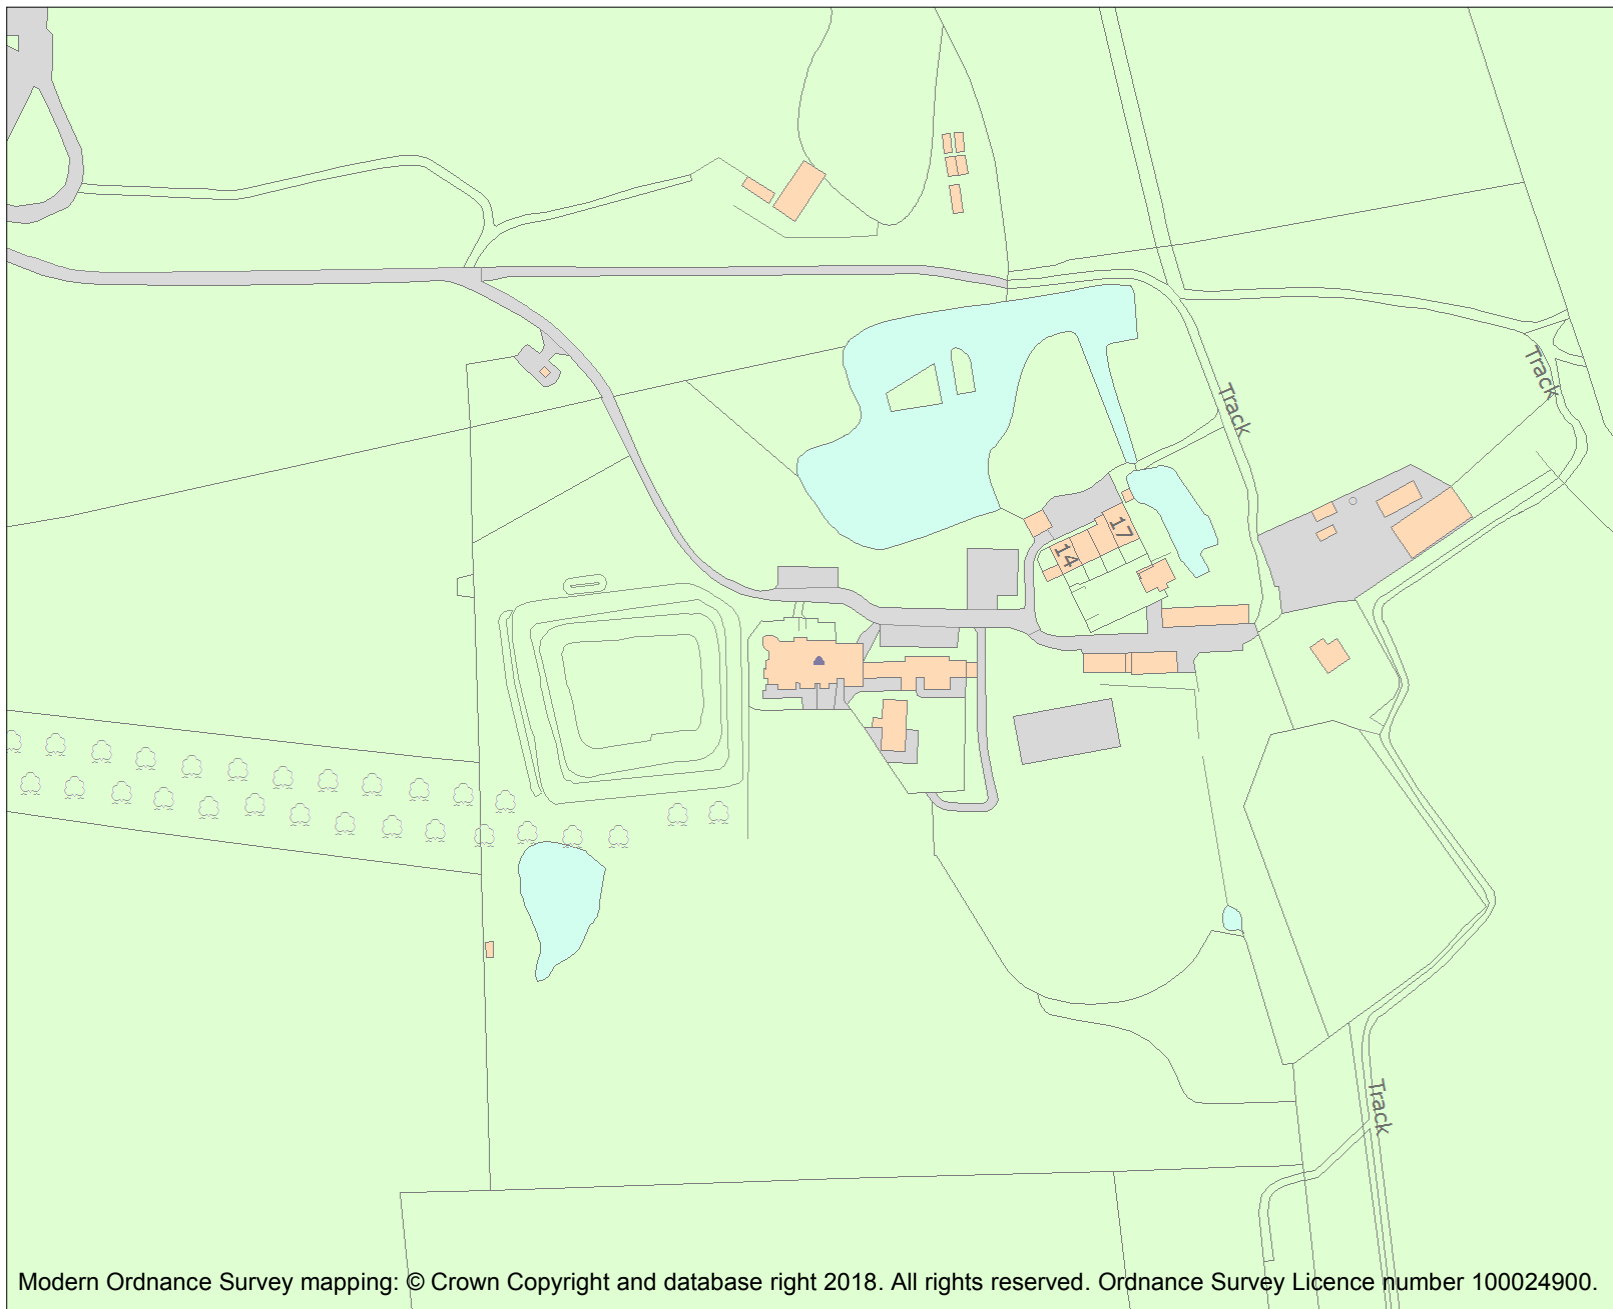 Track
Track
17
14
Track
Modern Ordnance Survey mapping: © Crown Copyright and database right 2018. All rights reserved. Ordnance Survey Licence number 100024900.